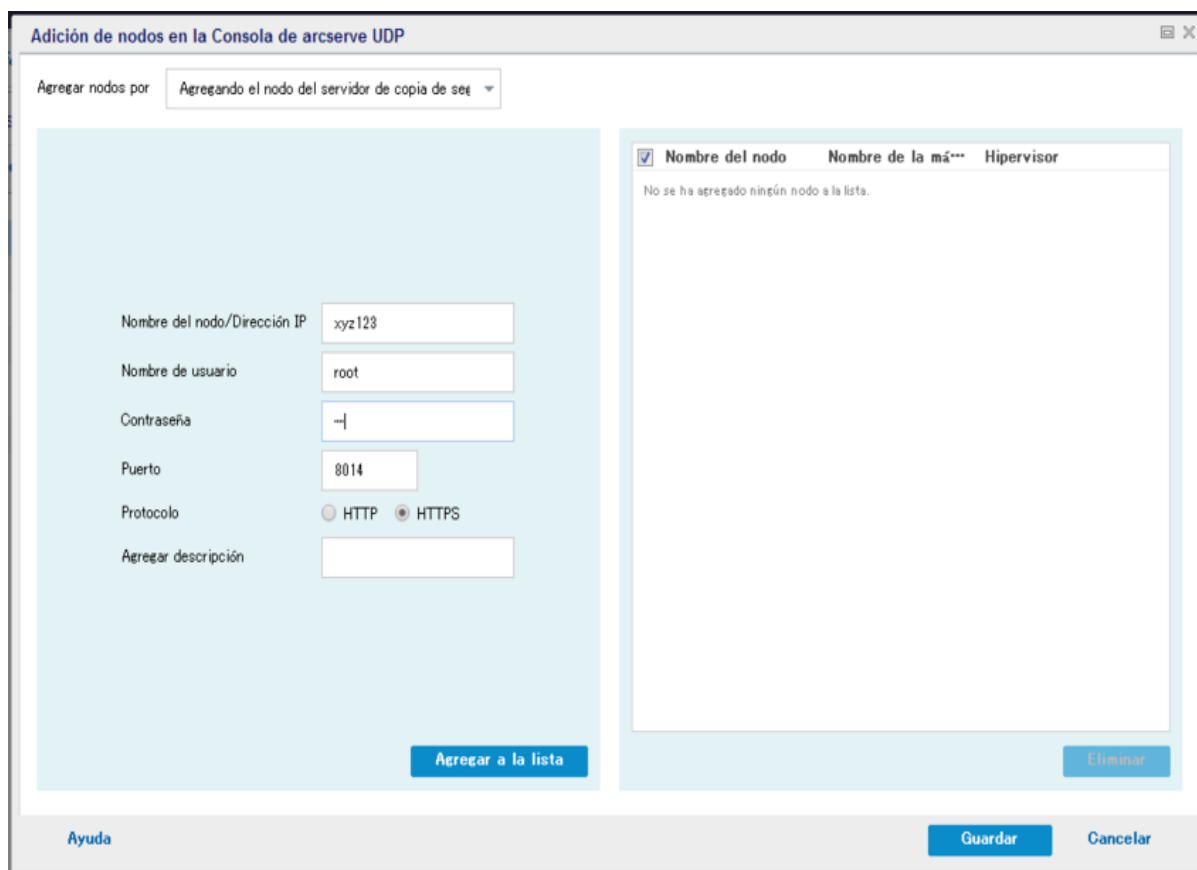 Adición de nodos en la Consola de arcserve UDP
Agregar nodos por
Agregando el nodo del servidor de copia de seg
Nombre del nodo
Nombre de la má···
Hipervisor
No se ha agregado ningún nodo a la lista.
Nombre del nodo/Dirección IP
xyz123
Nombre de usuario
root
Contraseña
···
Puerto
8014
Protocolo
HTTP
HTTPS
Agregar descripción
Agregar a la lista
Eliminar
Ayuda
Guardar
Cancelar